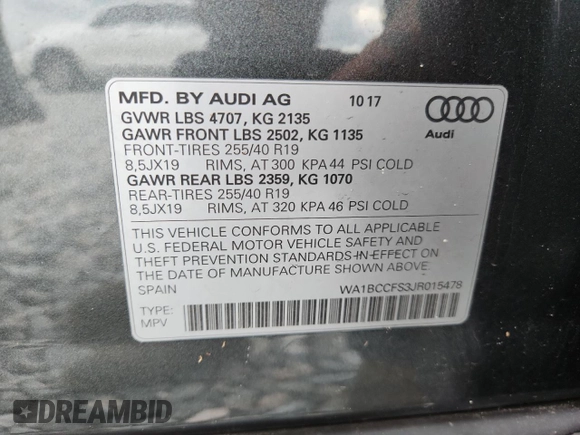 MFD. BY AUDI AG 10 17
GVWR LBS 4707, KG 2135
GAWR FRONT LBS 2502, KG 1135
Audi
FRONT-TIRES 255/40 R19
8,5JX19 RIMS, AT 300 KPA 44 PSI COLD
GAWR REAR LBS 2359, KG 1070
REAR-TIRES 255/40 R19
8,5JX19 RIMS, AT 320 KPA 46 PSI COLD
THIS VEHICLE CONFORMS TO ALL APPLICABLE
U.S. FEDERAL MOTOR VEHICLE SAFETY AND
THEFT PREVENTION STANDARDS IN EFFECT ON
THE DATE OF MANUFACTURE SHOWN ABOVE.
SPAIN WA1BCCFS3JR015478
TYPE:
MPV
DREAMBID